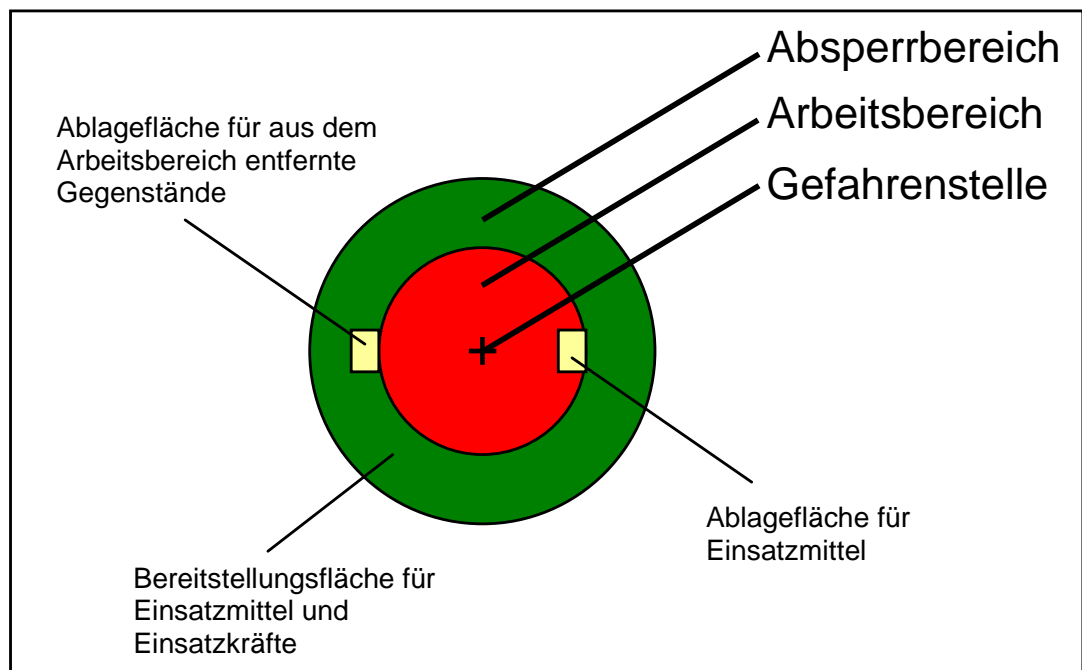 Absperrbereich
Arbeitsbereich
Gefahrenstelle
Ablagefläche für aus dem
Arbeitsbereich entfernte
Gegenstände
Ablagefläche für
Einsatzmittel
Bereitstellungsfläche für
Einsatzmittel und
Einsatzkräfte